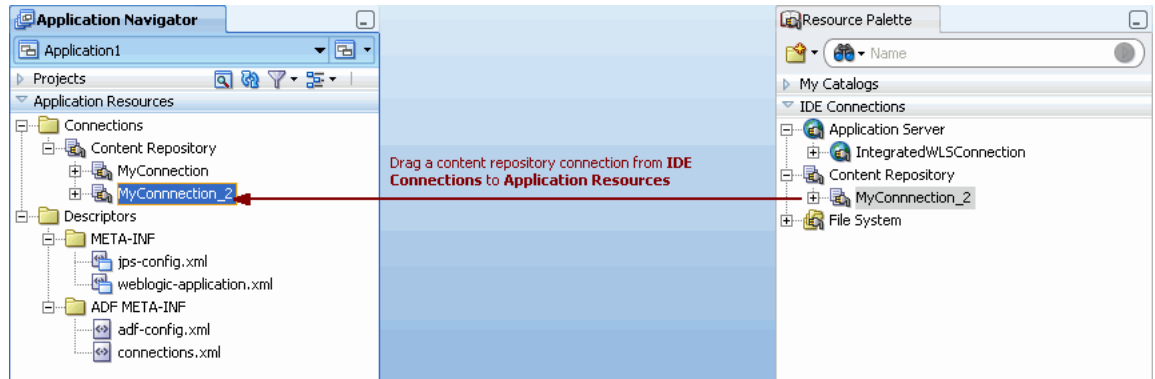 Application Navigator
Application1
Projects
Application Resources
Connections
Content Repository
MyConnection
MyConnnection_2
Descriptors
META-INF
jps-config.xml
weblogic-application.xml
ADF META-INF
adf-config.xml
connections.xml
Drag a content repository connection from IDE
Connections to Application Resources
Resource Palette
Name
My Catalogs
IDE Connections
Application Server
IntegratedWLSConnection
Content Repository
MyConnnection_2
File System